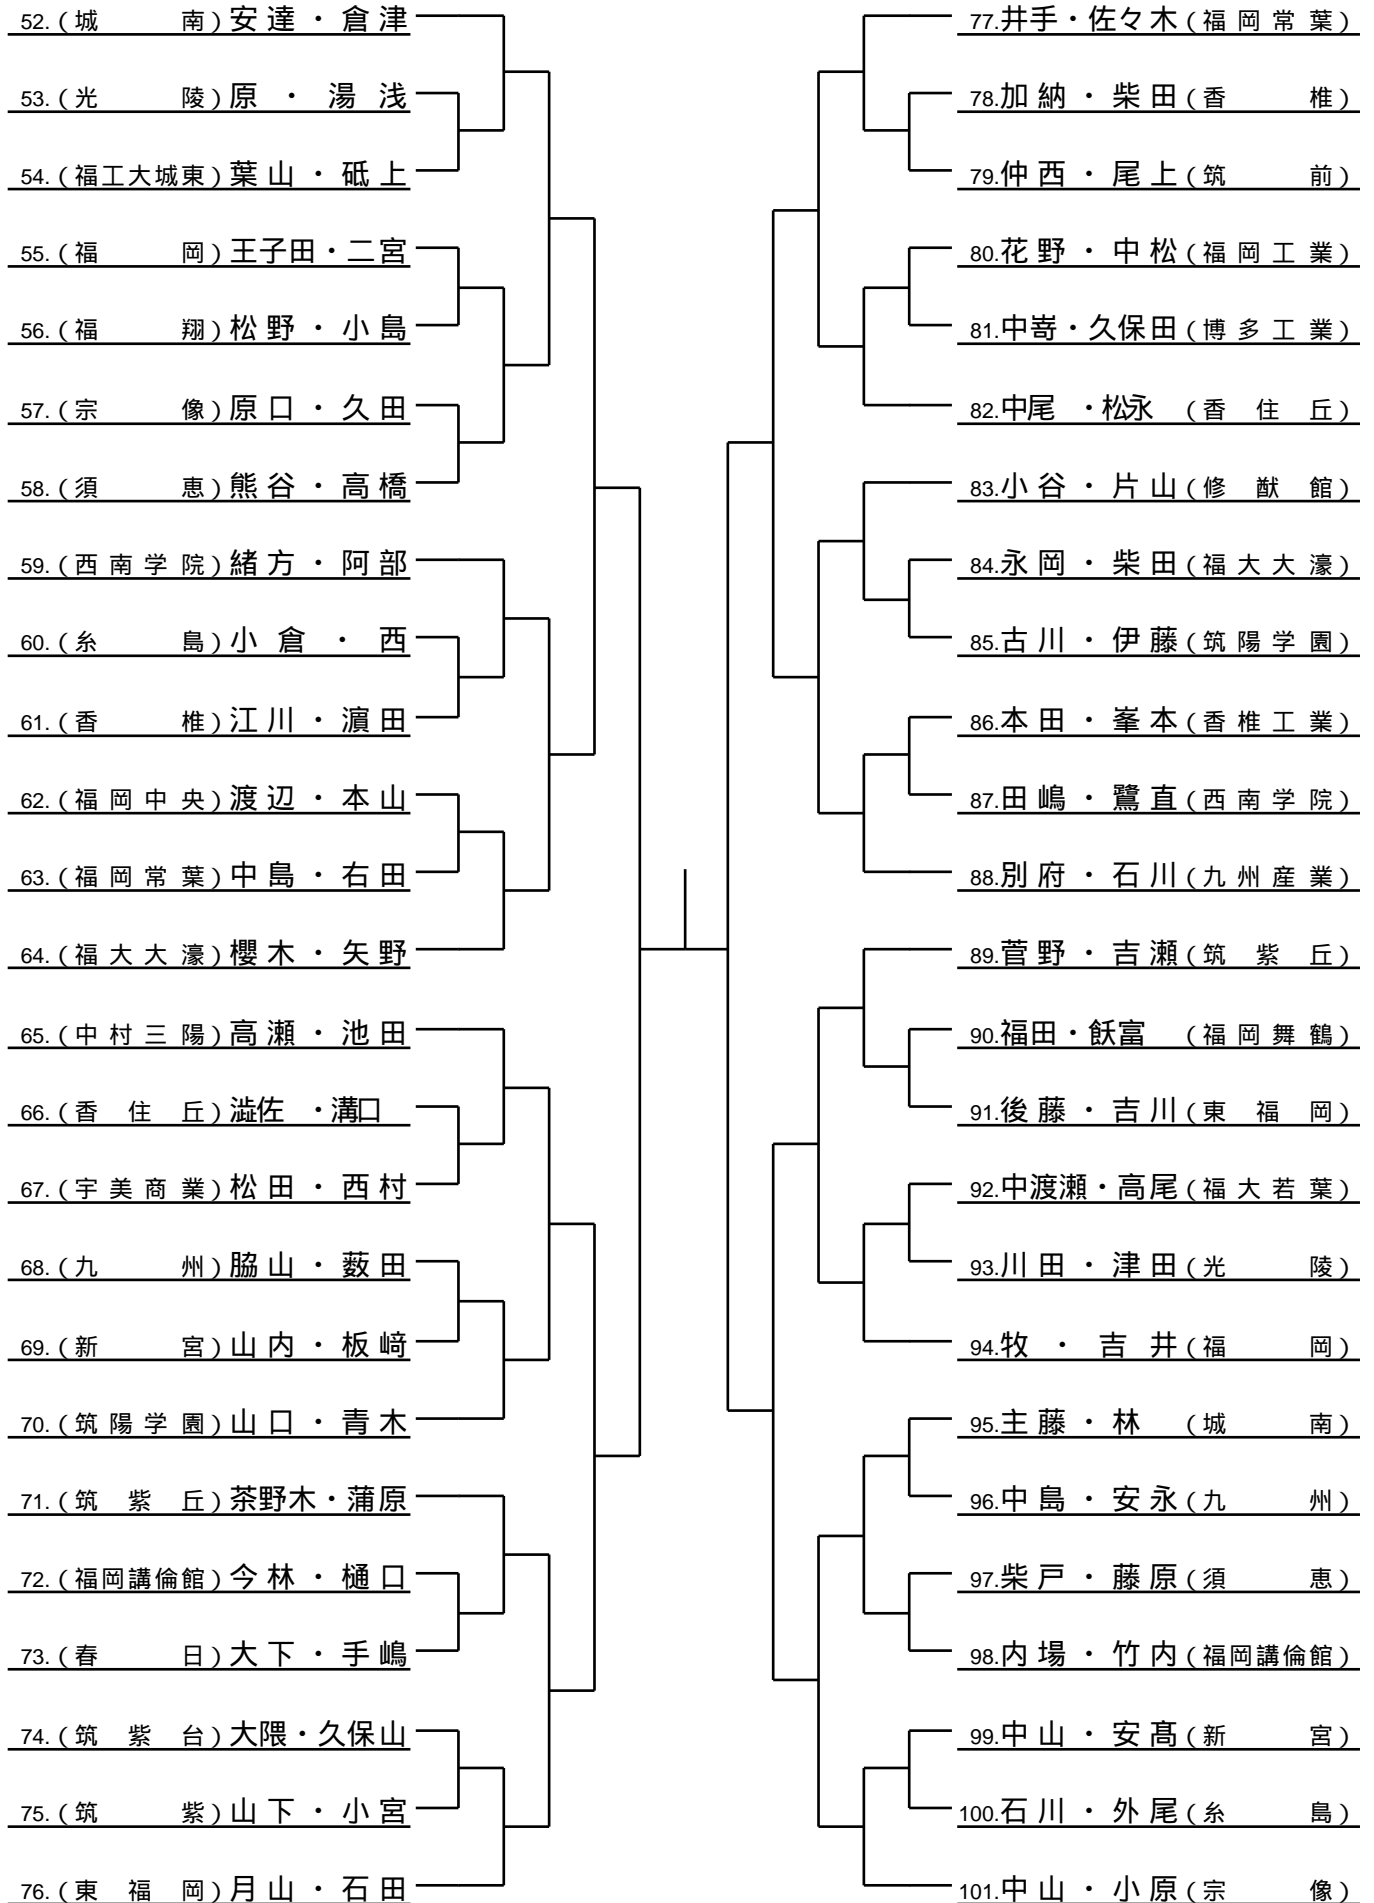 52.(城南)安達・倉津
53.(光陵)原・湯浅
54.(福工大城東)葉山・砥上
55.(福岡)王子田・二宮
56.(福翔)松野・小島
57.(宗像)原口・久田
58.(須恵)熊谷・高橋
59.(西南学院)緒方・阿部
60.(糸島)小倉・西
61.(香椎)江川・濵田
62.(福岡中央)渡辺・本山
63.(福岡常葉)中島・右田
64.(福大大濠)櫻木・矢野
65.(中村三陽)高瀬・池田
66.(香住丘)澁佐・溝口
67.(宇美商業)松田・西村
68.(九州)脇山・薮田
69.(新宮)山内・板﨑
70.(筑陽学園)山口・青木
71.(筑紫丘)茶野木・蒲原
72.(福岡講倫館)今林・樋口
73.(春日)大下・手嶋
74.(筑紫台)大隈・久保山
75.(筑紫)山下・小宮
76.(東福岡)月山・石田
77.井手・佐々木(福岡常葉)
78.加納・柴田(香椎)
79.仲西・尾上(筑前)
80.花野・中松(福岡工業)
81.中嵜・久保田(博多工業)
82.中尾・松永(香住丘)
83.小谷・片山(修猷館)
84.永岡・柴田(福大大濠)
85.古川・伊藤(筑陽学園)
86.本田・峯本(香椎工業)
87.田嶋・鷺直(西南学院)
88.別府・石川(九州産業)
89.菅野・吉瀬(筑紫丘)
90.福田・飫富(福岡舞鶴)
91.後藤・吉川(東福岡)
92.中渡瀬・高尾(福大若葉)
93.川田・津田(光陵)
94.牧・吉井(福岡)
95.主藤・林(城南)
96.中島・安永(九州)
97.柴戸・藤原(須恵)
98.内場・竹内(福岡講倫館)
99.中山・安髙(新宮)
100.石川・外尾(糸島)
101.中山・小原(宗像)